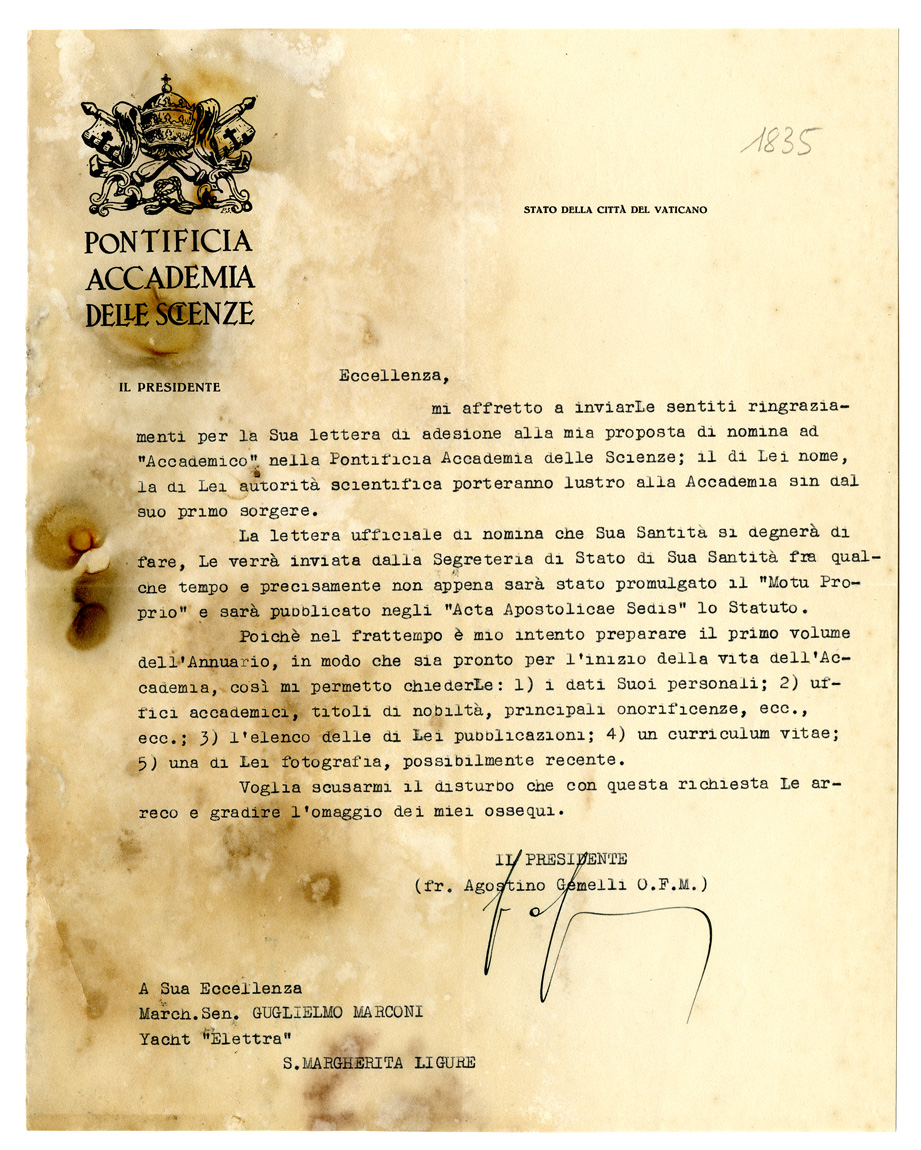 1835
STATO DELLA CITTÀ DEL VATICANO
PONTIFICIA
ACCADEMIA
DELLE SCIENZE
IL PRESIDENTE
Eccellenza,
mi affretto a inviarLe sentiti ringrazia-
menti per la Sua lettera di adesione alla mia proposta di nomina ad
"Accademico" nella Pontificia Accademia delle Scienze; il di Lei nome,
la di Lei autorità scientifica porteranno lustro alla Accademia sin dal
suo primo sorgere.
La lettera ufficiale di nomina che Sua Santità si degnerà di
fare, Le verrà inviata dalla Segreteria di Stato di Sua Santità fra qual-
che tempo e precisamente non appena sarà stato promulgato il "Motu Pro-
prio" e sarà pubblicato negli "Acta Apostolicae Sedis" lo Statuto.
Poichè nel frattempo è mio intento preparare il primo volume
dell'Annuario, in modo che sia pronto per l'inizio della vita dell'Ac-
cademia, così mi permetto chiederLe: 1) i dati Suoi personali; 2) uf-
fici accademici, titoli di nobiltà, principali onorificenze, ecc.,
ecc.; 3) l'elenco delle di Lei pubblicazioni; 4) un curriculum vitae;
5) una di Lei fotografia, possibilmente recente.
Voglia scusarmi il disturbo che con questa richiesta Le ar-
reco e gradire l'omaggio dei miei ossequi.
IL PRESIDENTE
(fr. Agostino Gemelli O.F.M.)
A Sua Eccellenza
March.Sen. GUGLIELMO MARCONI
Yacht "Elettra"
S.MARGHERITA LIGURE